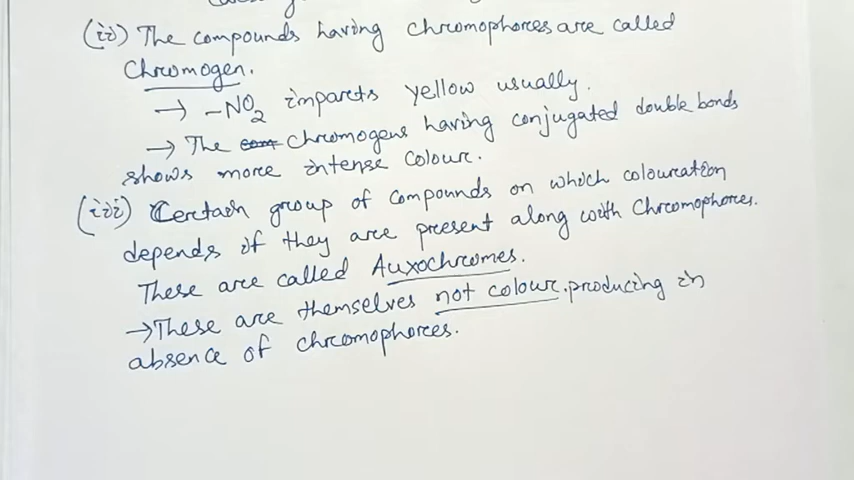 (ii) The compounds having chromophores are called
Chromogen.
→ -NO2 imparts yellow usually.
→ The chromogens having conjugated double bonds
shows more intense colour.
(iii) Certain group of compounds on which colouration
depends if they are present along with Chromophores.
These are called Auxochromes.
→ These are themselves not colour producing in
absence of chromophores.